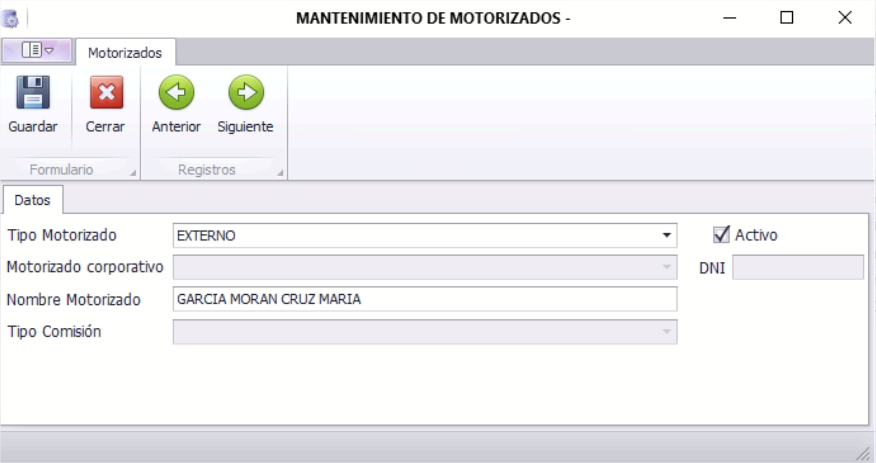 MANTENIMIENTO DE MOTORIZADOS -
Motorizados
Guardar Cerrar Anterior Siguiente
Formulario Registros
Datos
Tipo Motorizado EXTERNO Activo
Motorizado corporativo DNI
Nombre Motorizado GARCIA MORAN CRUZ MARIA
Tipo Comisión